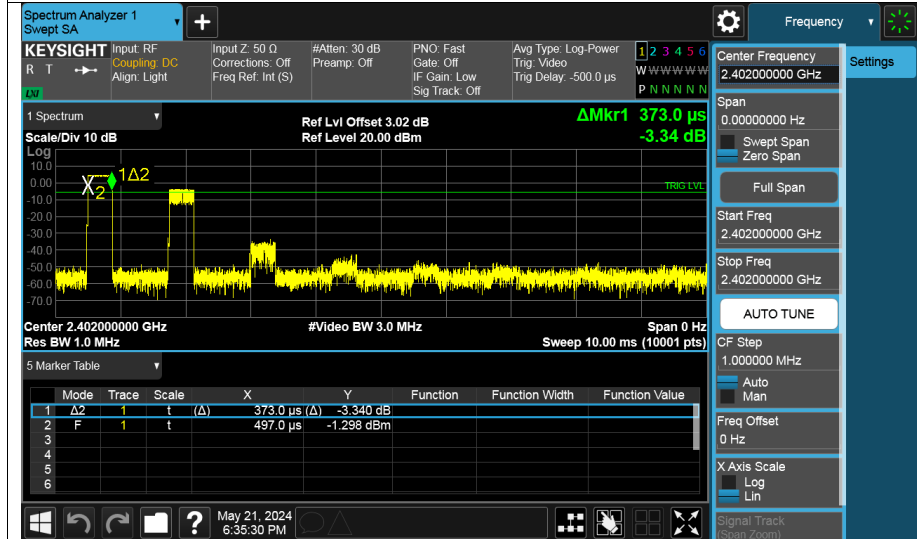 Spectrum Analyzer 1
Swept SA
+
Frequency
KEYSIGHT
R T
LXI
Input: RF
Coupling: DC
Align: Light
Input Z: 50 Ω
Corrections: Off
Freq Ref: Int (S)
#Atten: 30 dB
Preamp: Off
PNO: Fast
Gate: Off
IF Gain: Low
Sig Track: Off
Avg Type: Log-Power
Trig: Video
Trig Delay: -500.0 µs
1 2 3 4 5 6
W W W W W W
P N N N N N
1 Spectrum
Scale/Div 10 dB
Ref Lvl Offset 3.02 dB
Ref Level 20.00 dBm
ΔMkr1 373.0 µs
-3.34 dB
Log
10.0
0.00
-10.0
-20.0
-30.0
-40.0
-50.0
-60.0
-70.0
X2
1Δ2
TRIG LVL
Center 2.402000000 GHz
#Video BW 3.0 MHz
Span 0 Hz
Res BW 1.0 MHz
Sweep 10.00 ms (10001 pts)
5 Marker Table
Mode Trace Scale X Y Function Function Width Function Value
1 Δ2 1 t (Δ) 373.0 µs (Δ) -3.340 dB
2 F 1 t 497.0 µs -1.298 dBm
3
4
5
6
?
May 21, 2024
6:35:30 PM
Center Frequency
2.402000000 GHz
Settings
Span
0.00000000 Hz
Swept Span
Zero Span
Full Span
Start Freq
2.402000000 GHz
Stop Freq
2.402000000 GHz
AUTO TUNE
CF Step
1.000000 MHz
Auto
Man
Freq Offset
0 Hz
X Axis Scale
Log
Lin
Signal Track
(Span Zoom)